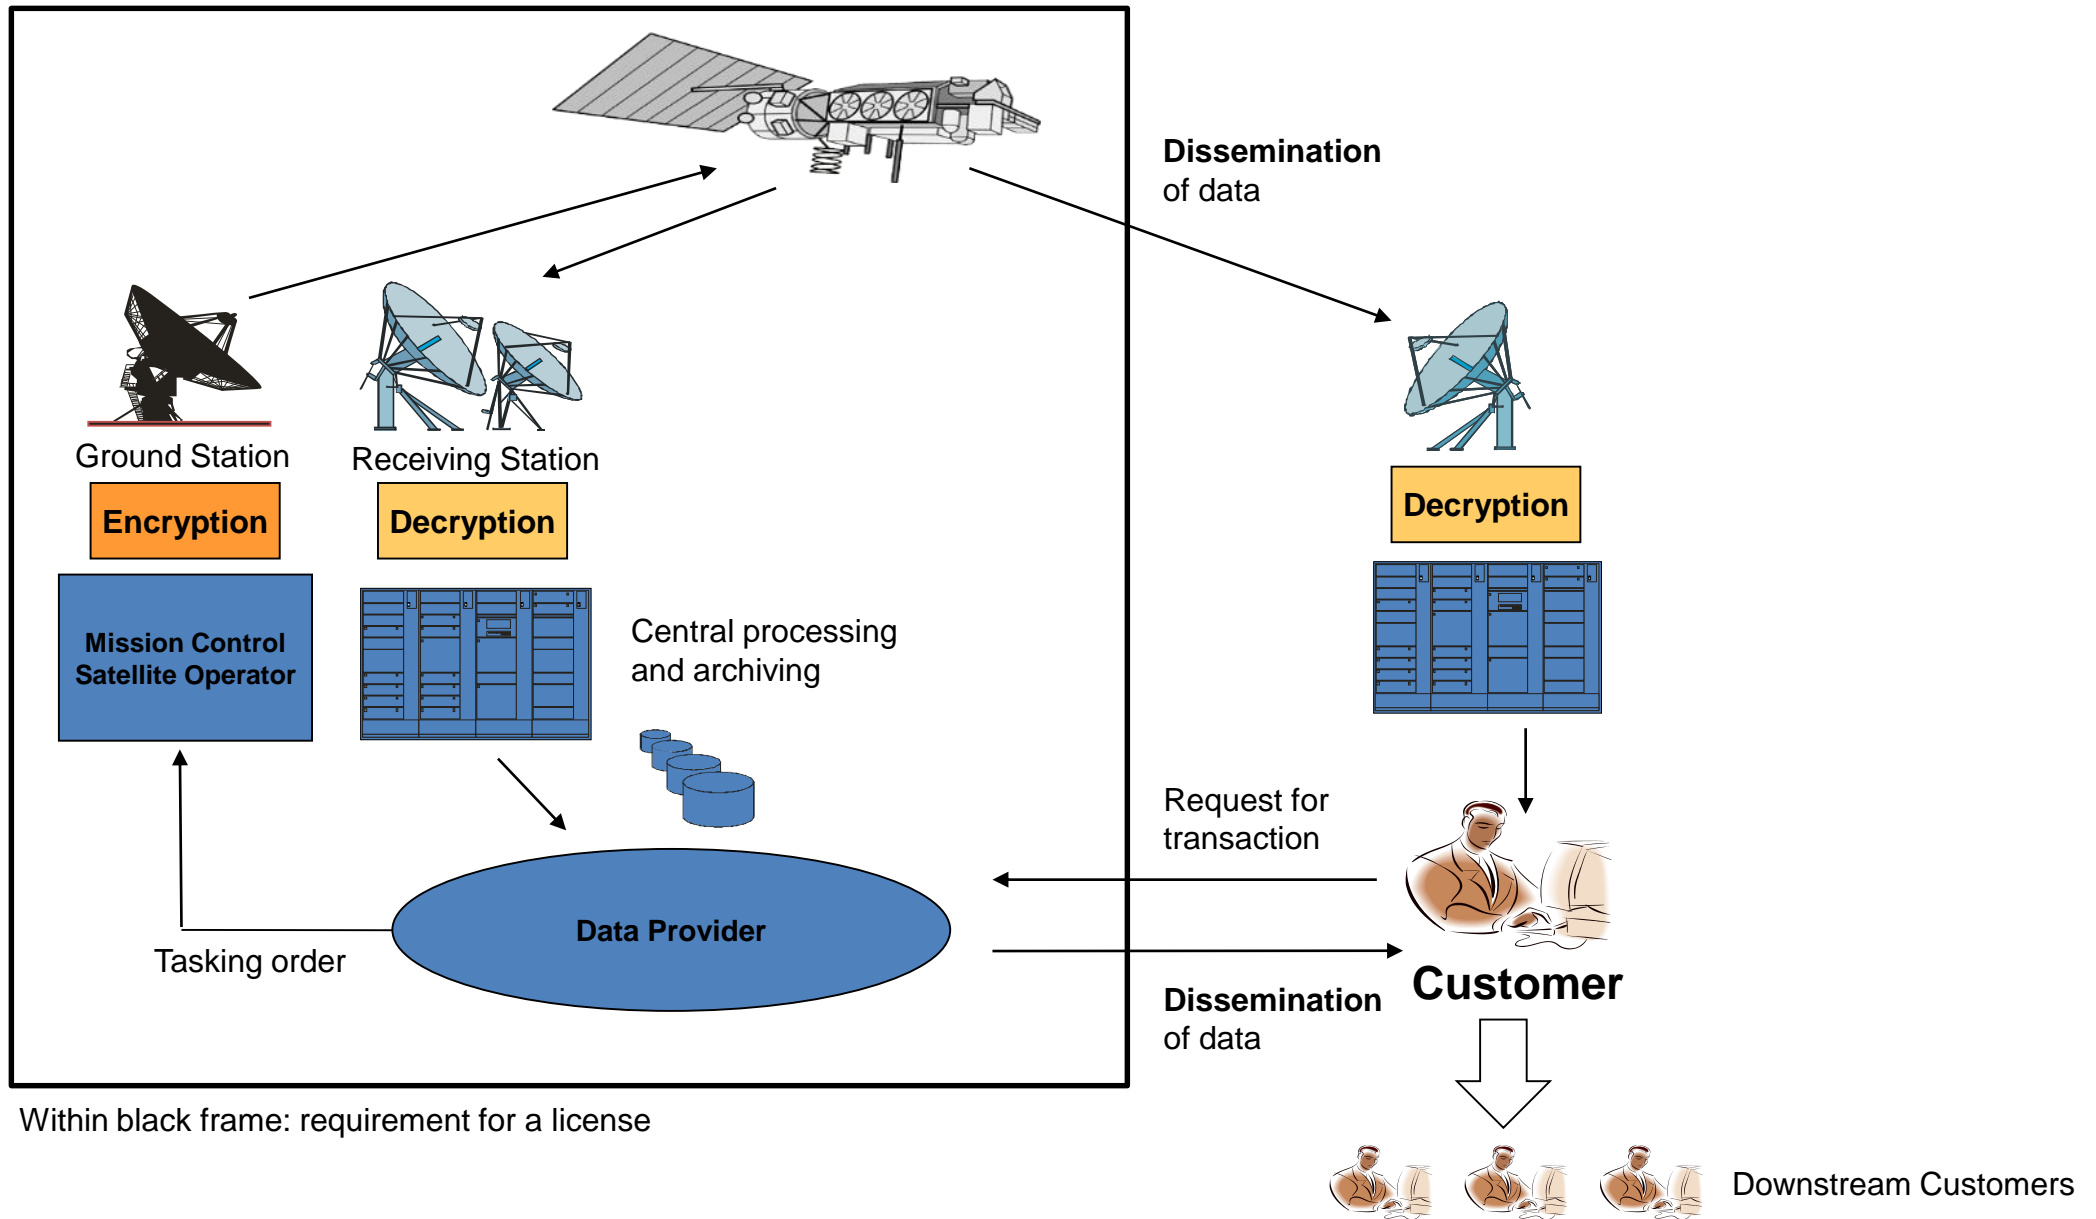 Dissemination
of data
Ground Station
Receiving Station
Encryption
Decryption
Decryption
Mission Control
Satellite Operator
Central processing
and archiving
Request for
transaction
Data Provider
Tasking order
Customer
Dissemination
of data
Within black frame: requirement for a license
Downstream Customers